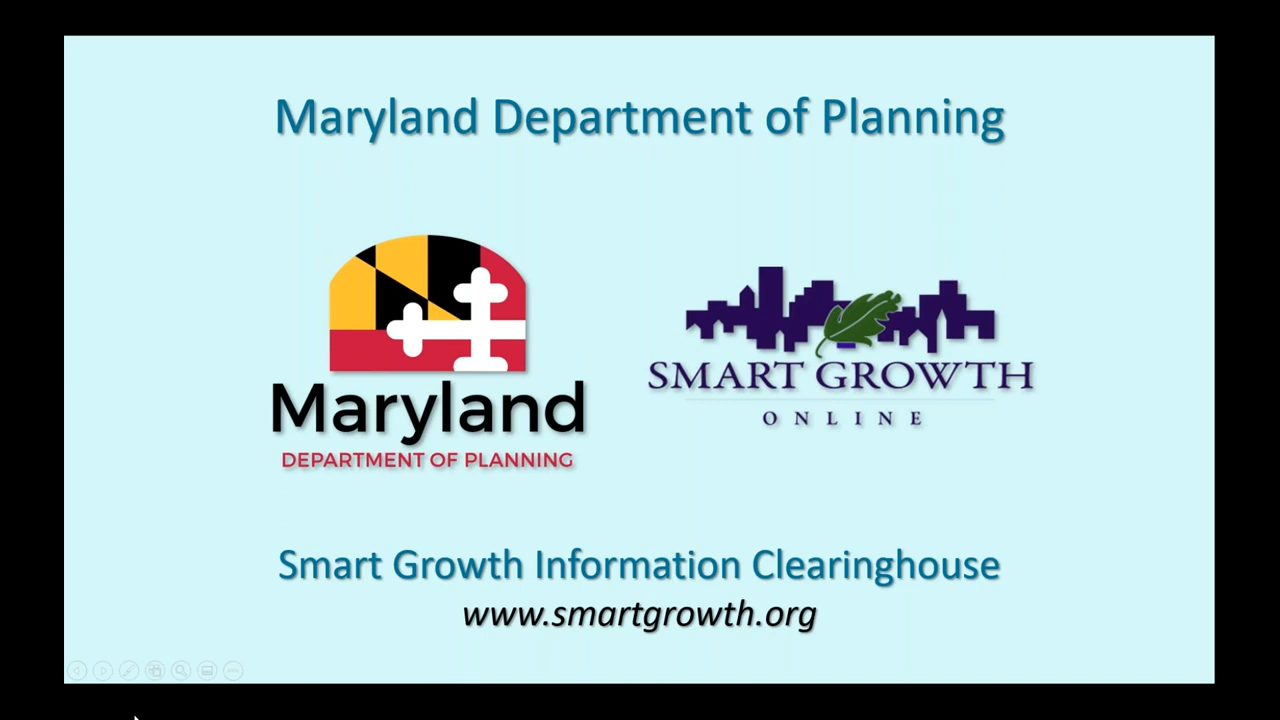 Maryland Department of Planning
Maryland
DEPARTMENT OF PLANNING
SMART GROWTH
ONLINE
Smart Growth Information Clearinghouse
www.smartgrowth.org